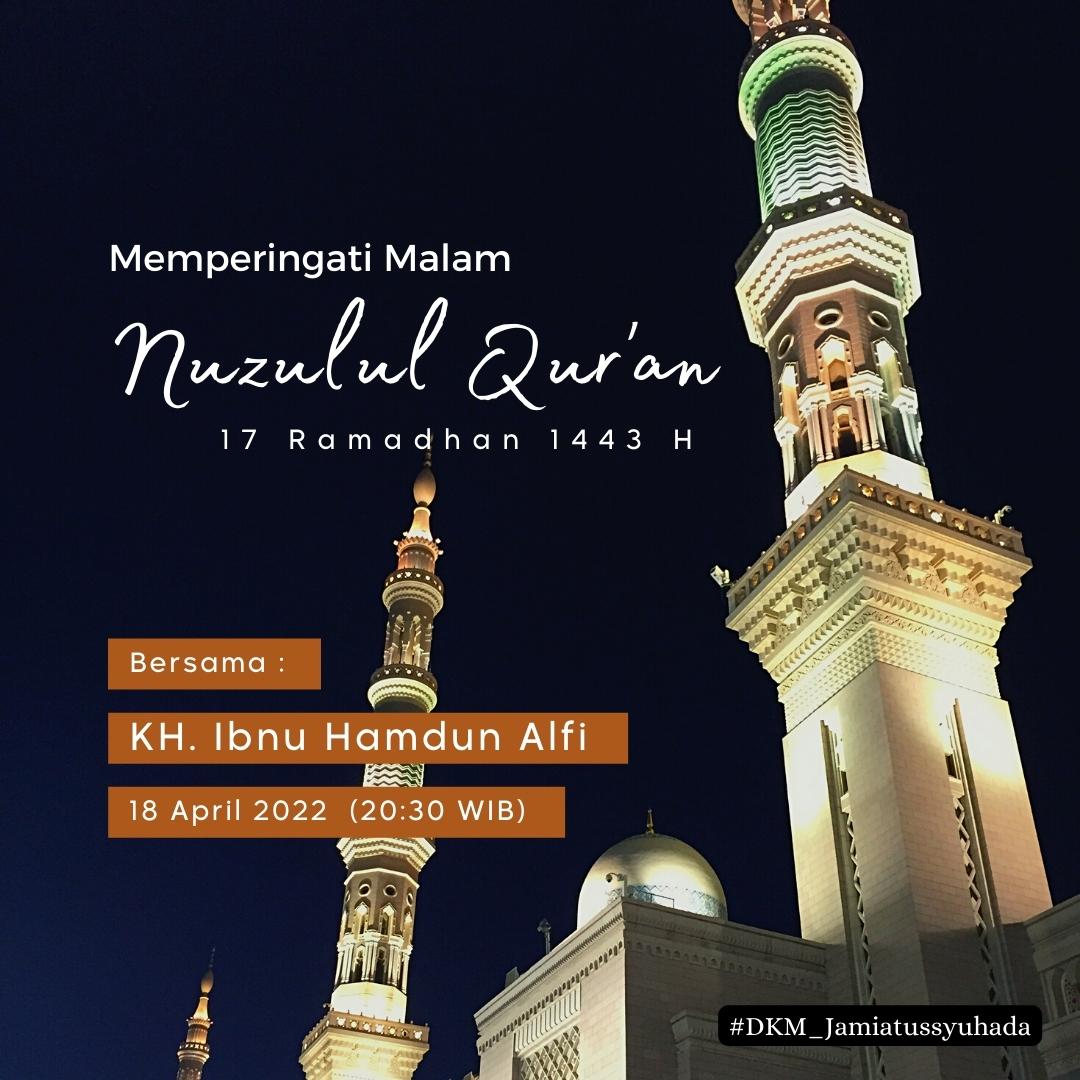 Memperingati Malam
Nuzulul Qur'an
17 Ramadhan 1443 H
Bersama :
KH. Ibnu Hamdun Alfi
18 April 2022 (20:30 WIB)
#DKM_Jamiatussyuhada